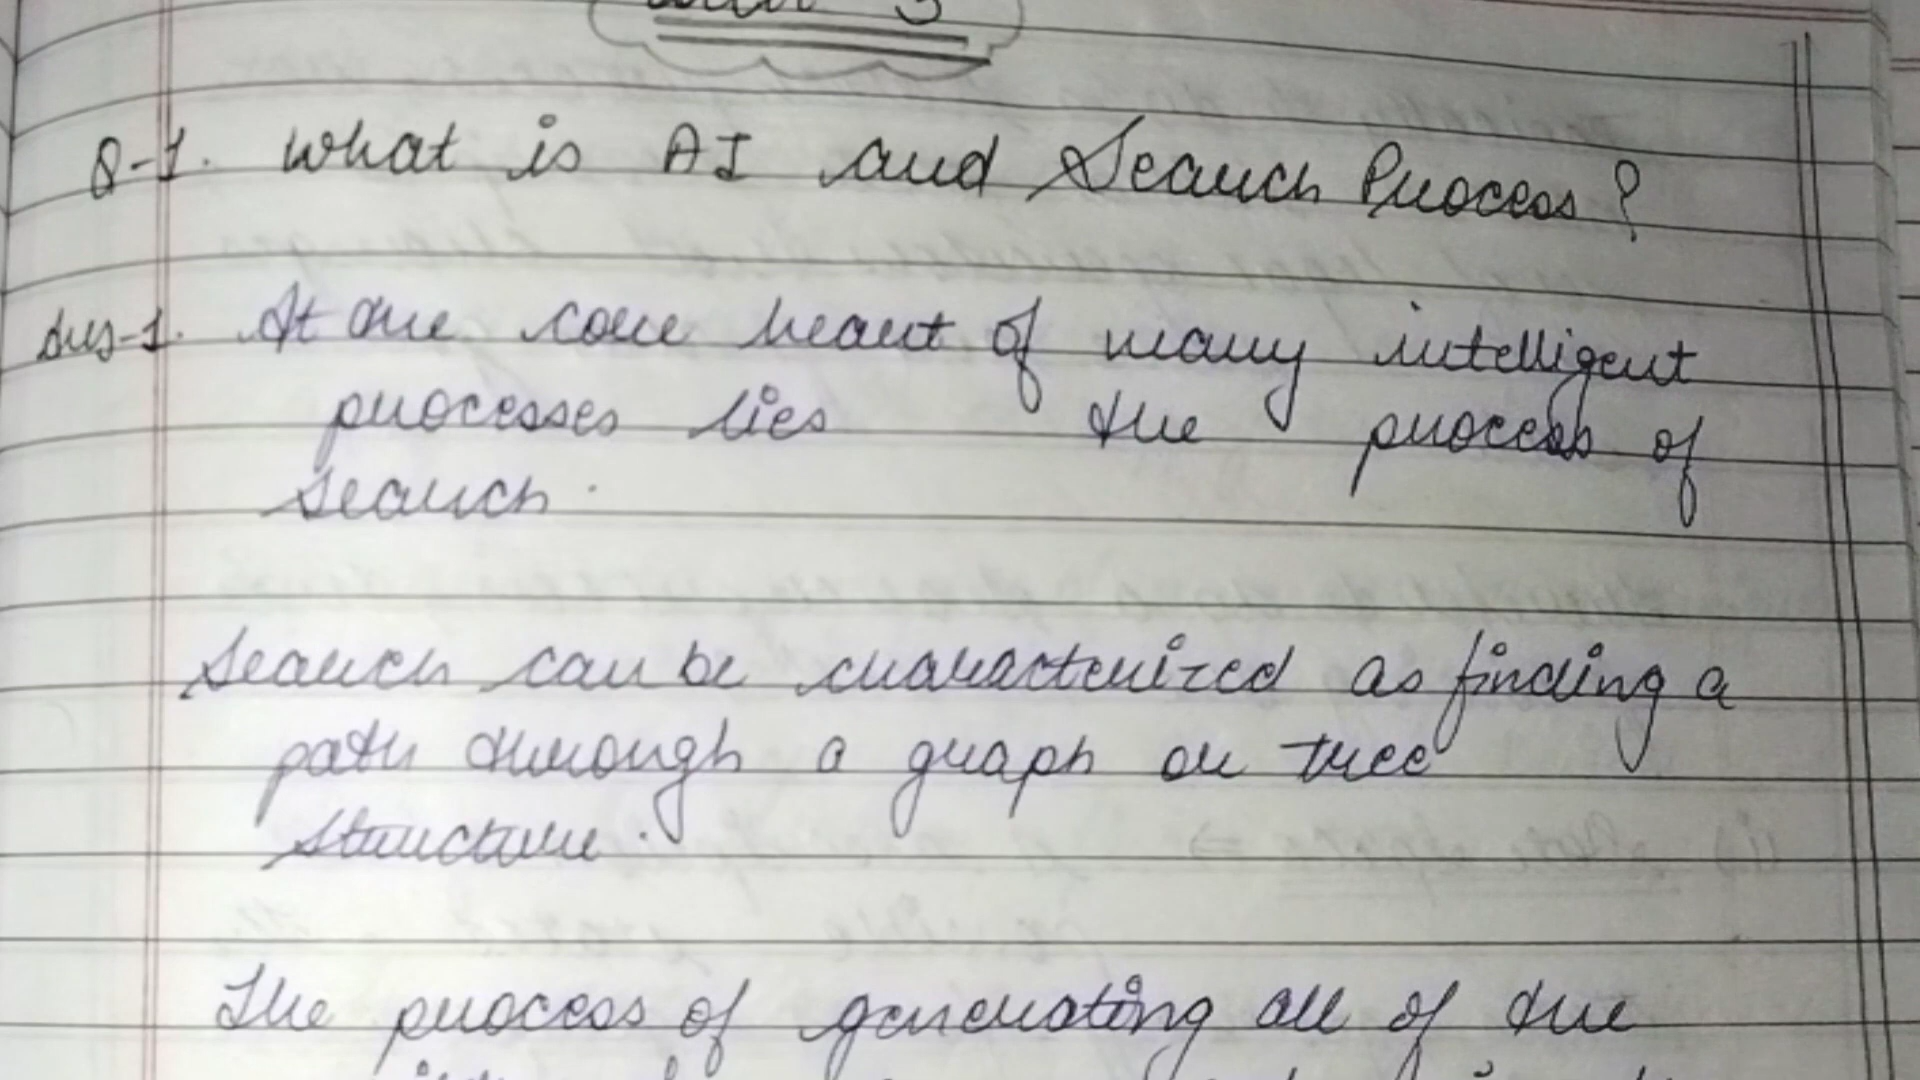 Q-1. What is AI and Search Process?
Ans-1. At the core heart of many intelligent
processes lies the process of
search.
Search can be characterized as finding a
path through a graph or tree
structure.
The process of generating all of the